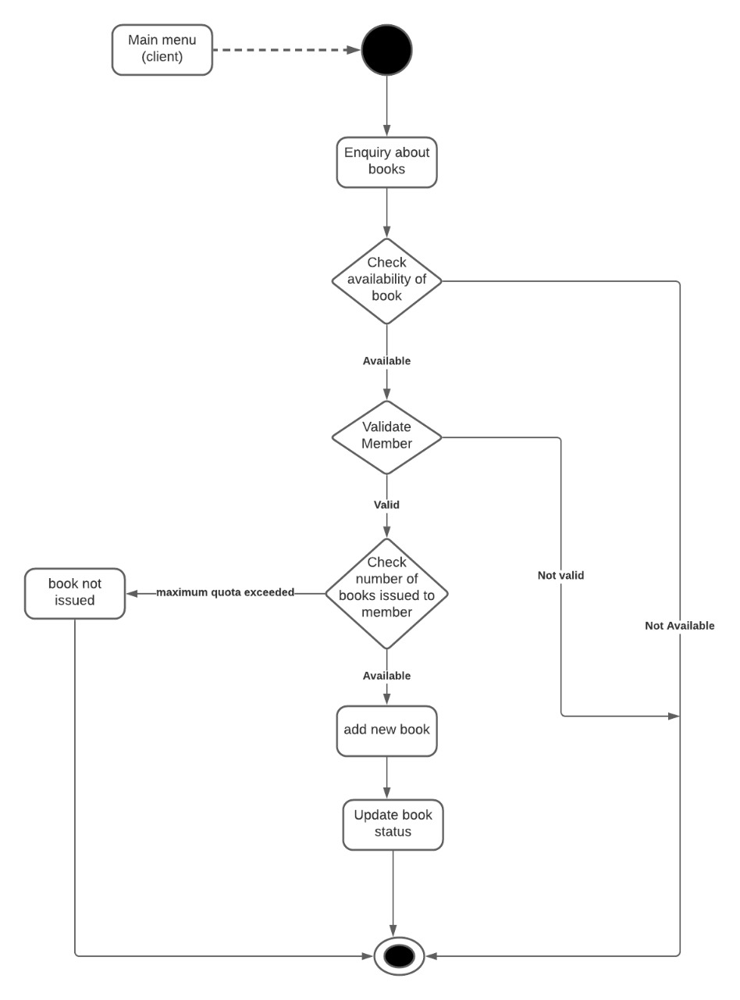 Main menu
(client)
Enquiry about
books
Check
availability of
book
Available
Validate
Member
Valid
Check
number of
books issued to
member
maximum quota exceeded
book not
issued
Not valid
Not Available
Available
add new book
Update book
status